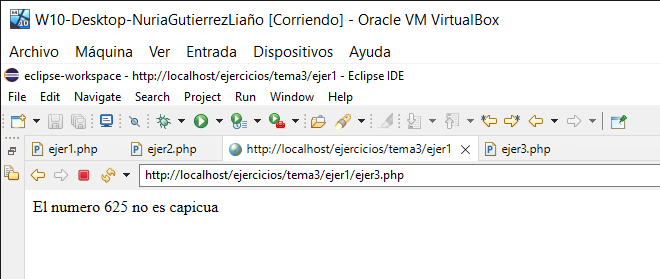 W10-Desktop-NuriaGutierrezLiaño [Corriendo] - Oracle VM VirtualBox
Archivo Máquina Ver Entrada Dispositivos Ayuda
eclipse-workspace - http://localhost/ejercicios/tema3/ejer1 - Eclipse IDE
File Edit Navigate Search Project Run Window Help
ejer1.php ejer2.php http://localhost/ejercicios/tema3/ejer1 ejer3.php
http://localhost/ejercicios/tema3/ejer1/ejer3.php
El numero 625 no es capicua